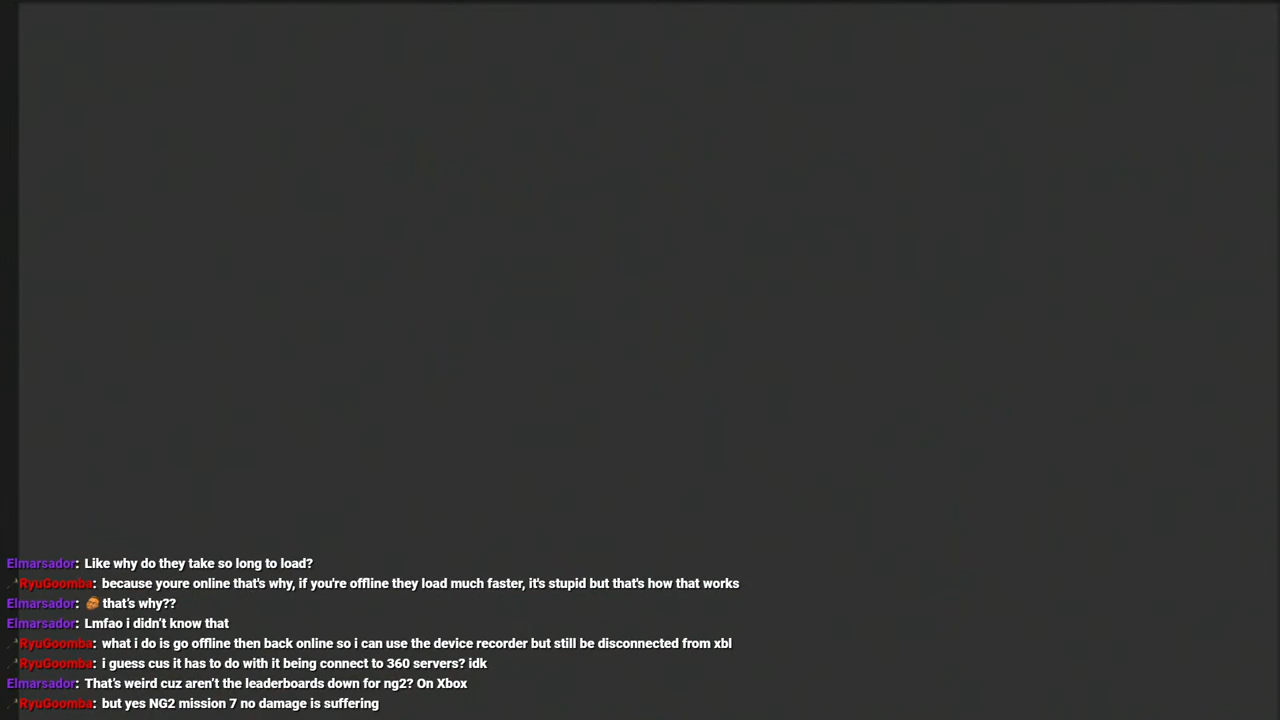 Elmarsador: Like why do they take so long to load?
RyuGoomba: because youre online that's why, if you're offline they load much faster, it's stupid but that's how that works
Elmarsador: that's why??
Elmarsador: Lmfao i didn't know that
RyuGoomba: what i do is go offline then back online so i can use the device recorder but still be disconnected from xbl
RyuGoomba: i guess cus it has to do with it being connect to 360 servers? idk
Elmarsador: That's weird cuz aren't the leaderboards down for ng2? On Xbox
RyuGoomba: but yes NG2 mission 7 no damage is suffering